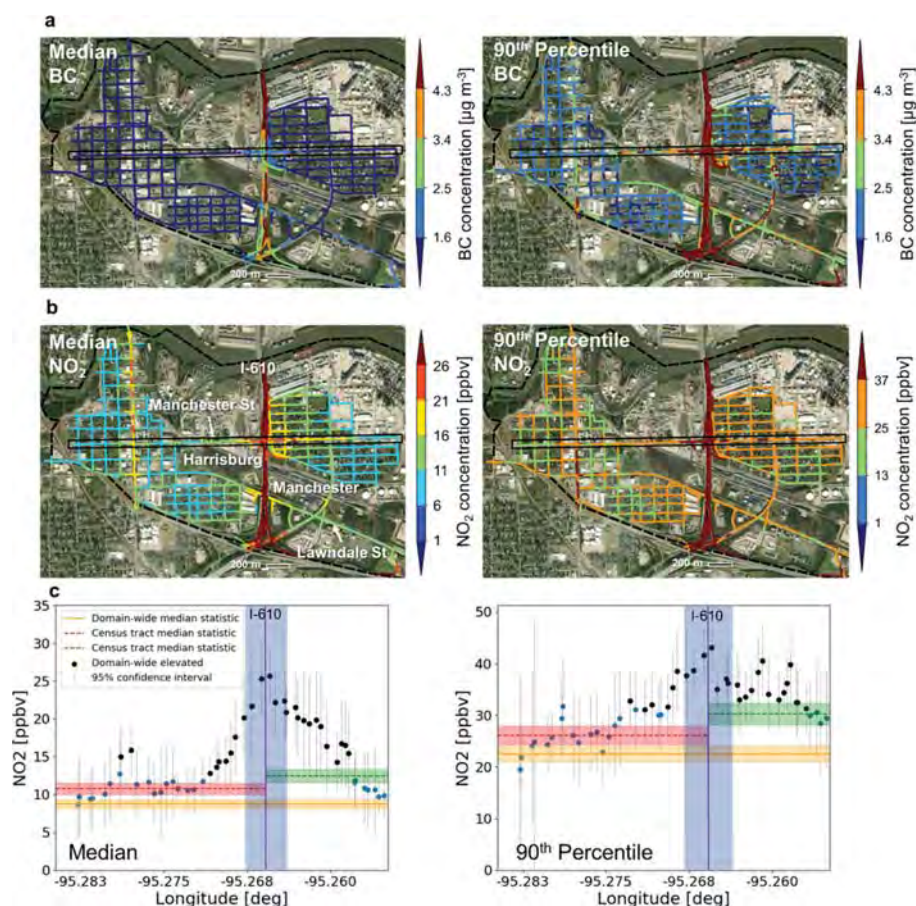 a
Median
BC
4.3
3.4
2.5
1.6
BC concentration [µg m⁻³]
200 m
90th Percentile
BC
4.3
3.4
2.5
1.6
BC concentration [µg m⁻³]
200 m
b
Median
NO₂
I-610
Manchester St
Harrisburg
Manchester
Lawndale St
200 m
26
21
16
11
6
1
NO₂ concentration [ppbv]
90th Percentile
NO₂
200 m
37
25
13
1
NO₂ concentration [ppbv]
c
35
30
25
20
15
10
5
0
NO2 [ppbv]
Domain-wide median statistic
Census tract median statistic
Census tract median statistic
Domain-wide elevated
95% confidence interval
I-610
Median
-95.283 -95.275 -95.268 -95.260
Longitude [deg]
50
40
30
20
10
0
NO2 [ppbv]
I-610
90th Percentile
-95.283 -95.275 -95.268 -95.260
Longitude [deg]